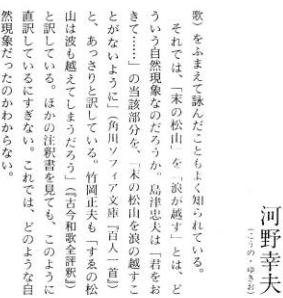 河野幸夫
(こうの・ゆきお)
歌）をふまえて詠んだこともよく知られている。
それでは、「末の松山」を「浪が越す」とは、ど
ういう自然現象なのだろうか。島津忠夫は「君をお
きて……」の当該部分を、「末の松山を浪の越すこ
とがないように」（角川ソフィア文庫『百人一首』）
と、あっさりと訳している。竹岡正夫も「すゑの松
山は波も越えてしまうだろう」（『古今和歌全評釈』）
と訳している。ほかの注釈書を見ても、このように
直訳しているにすぎない。これでは、どのような自
然現象だったのかわからない。